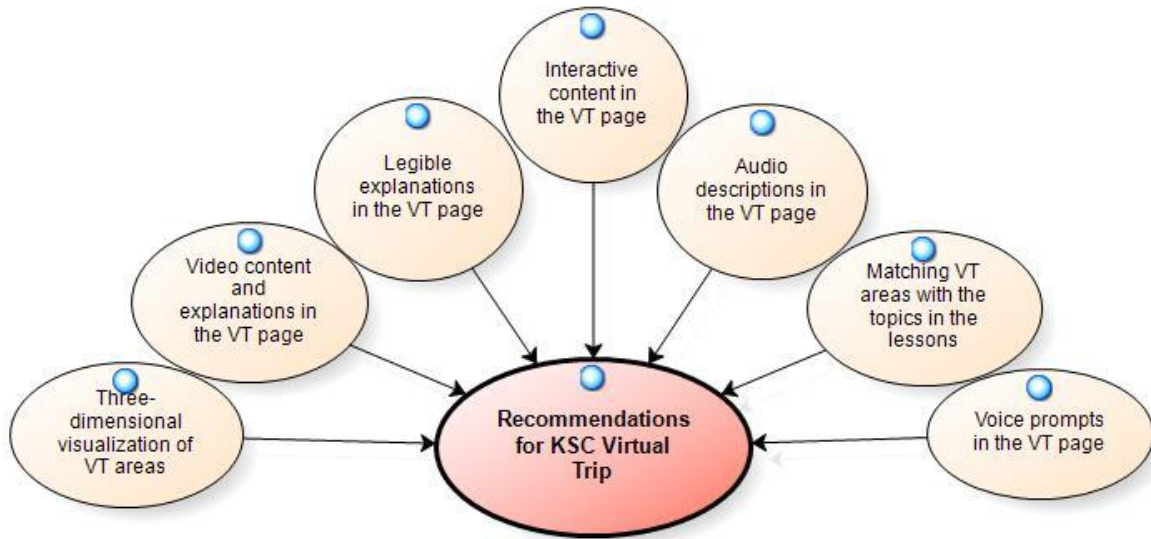 Interactive
content in
the VT page
Legible
explanations
in the VT page
Audio
descriptions in
the VT page
Video content
and
explanations in
the VT page
Matching VT
areas with the
topics in the
lessons
Three-
dimensional
visualization of
VT areas
Recommendations
for KSC Virtual
Trip
Voice prompts
in the VT page